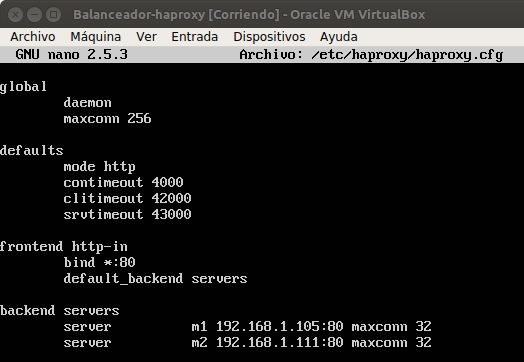 Balanceador-haproxy [Corriendo] - Oracle VM VirtualBox
Archivo Máquina Ver Entrada Dispositivos Ayuda
GNU nano 2.5.3 Archivo: /etc/haproxy/haproxy.cfg
global
daemon
maxconn 256
defaults
mode http
contimeout 4000
clitimeout 42000
srvtimeout 43000
frontend http-in
bind *:80
default_backend servers
backend servers
server m1 192.168.1.105:80 maxconn 32
server m2 192.168.1.111:80 maxconn 32